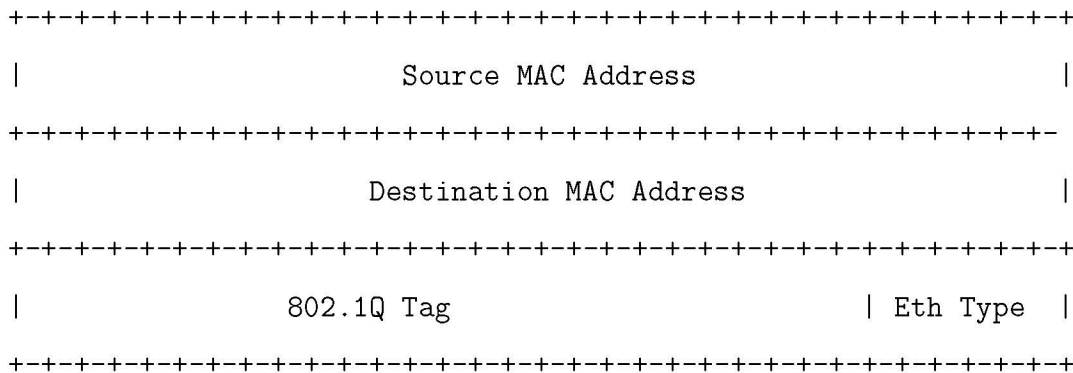 +-+-+-+-+-+-+-+-+-+-+-+-+-+-+-+-+-+-+-+-+-+-+-+-+-+-+-+-+-+-+-+-+-+
|                       Source MAC Address                      |
+-+-+-+-+-+-+-+-+-+-+-+-+-+-+-+-+-+-+-+-+-+-+-+-+-+-+-+-+-+-+-+-+-
|                     Destination MAC Address                   |
+-+-+-+-+-+-+-+-+-+-+-+-+-+-+-+-+-+-+-+-+-+-+-+-+-+-+-+-+-+-+-+-+-+
|                802.1Q Tag                         | Eth Type  |
+-+-+-+-+-+-+-+-+-+-+-+-+-+-+-+-+-+-+-+-+-+-+-+-+-+-+-+-+-+-+-+-+-+